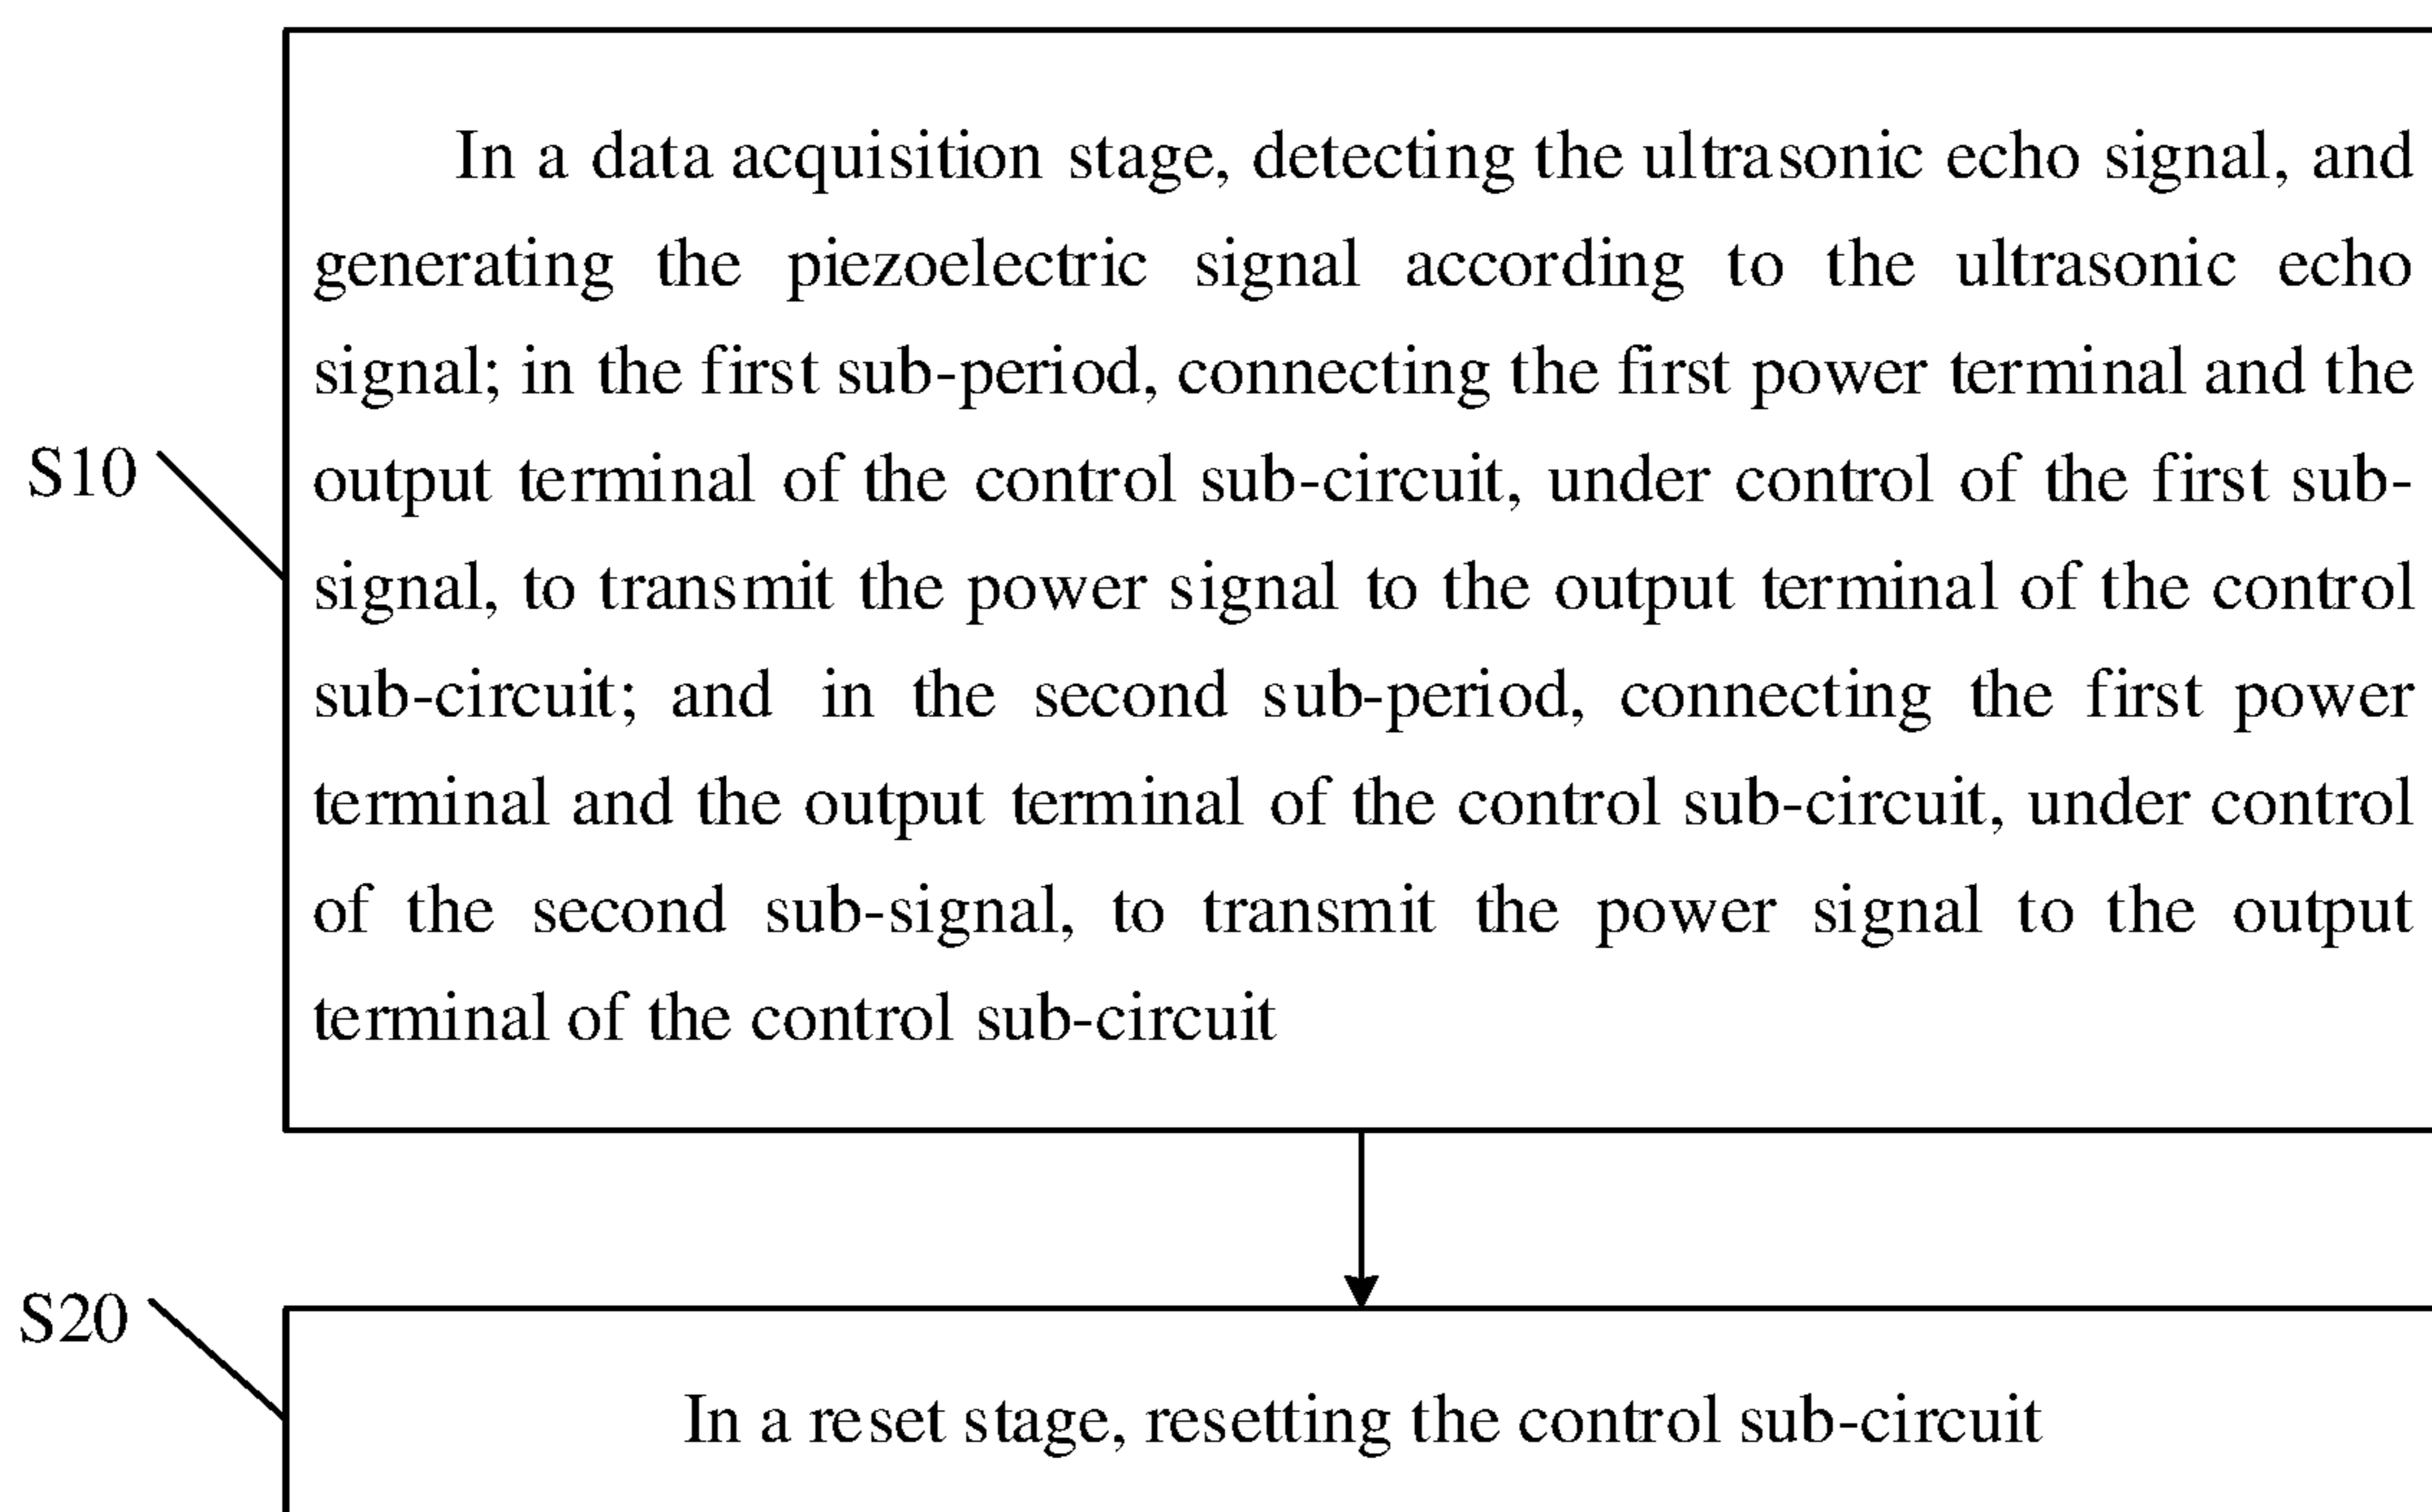 In a data acquisition stage, detecting the ultrasonic echo signal, and
generating the piezoelectric signal according to the ultrasonic echo
signal; in the first sub-period, connecting the first power terminal and the
S10
output terminal of the control sub-circuit, under control of the first sub-
signal, to transmit the power signal to the output terminal of the control
sub-circuit; and in the second sub-period, connecting the first power
terminal and the output terminal of the control sub-circuit, under control
of the second sub-signal, to transmit the power signal to the output
terminal of the control sub-circuit
S20
In a reset stage, resetting the control sub-circuit